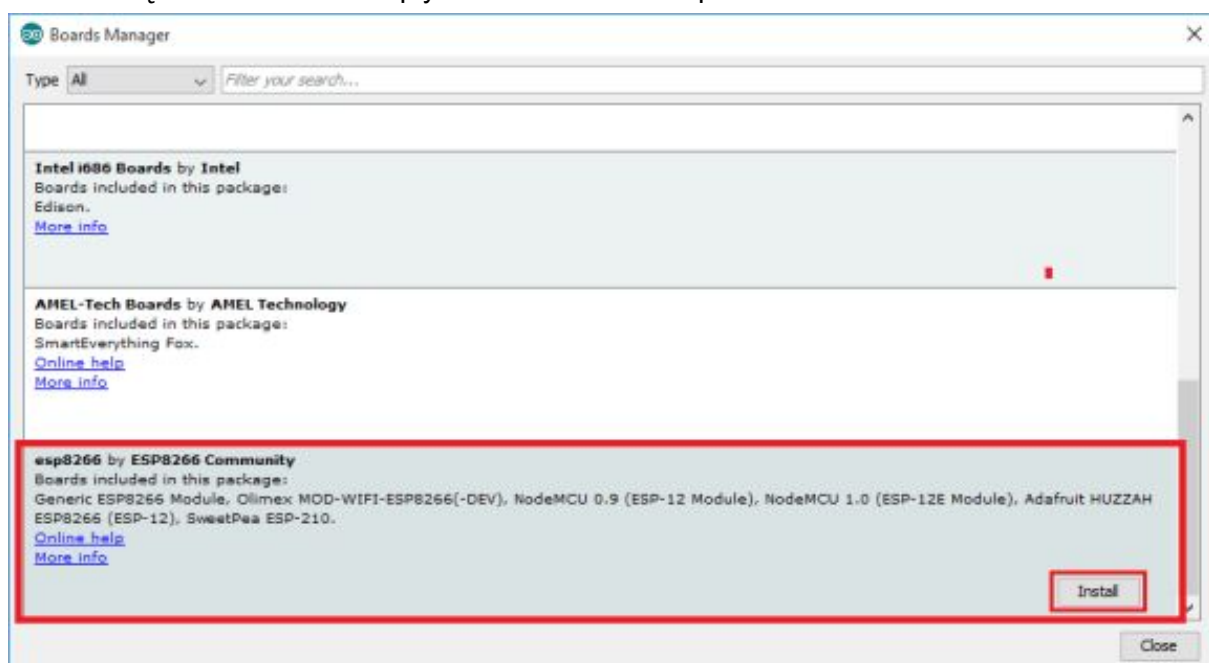 Boards Manager
Type All Filter your search...
Intel i686 Boards by Intel
Boards included in this package:
Edison.
More info
AMEL-Tech Boards by AMEL Technology
Boards included in this package:
SmartEverything Fox.
Online help
More info
esp8266 by ESP8266 Community
Boards included in this package:
Generic ESP8266 Module, Olimex MOD-WIFI-ESP8266(-DEV), NodeMCU 0.9 (ESP-12 Module), NodeMCU 1.0 (ESP-12E Module), Adafruit HUZZAH
ESP8266 (ESP-12), SweetPea ESP-210.
Online help
More info
Install
Close